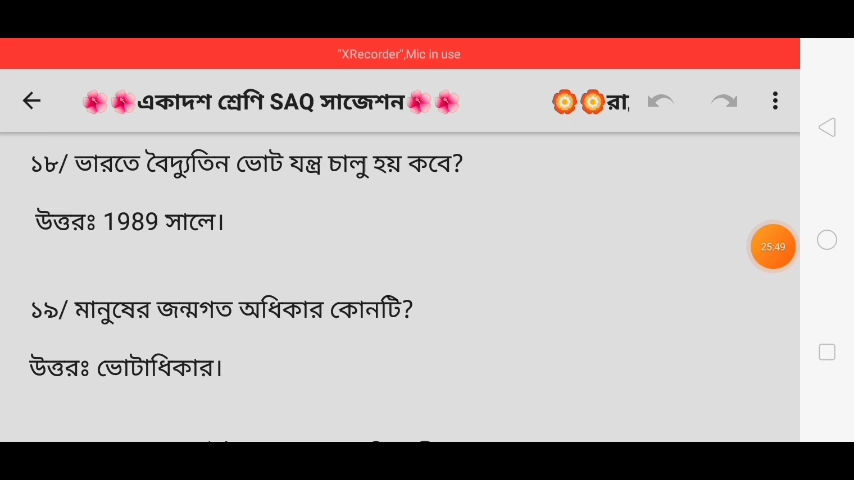 "XRecorder",Mic in use
একাদশ শ্রেণি SAQ সাজেশন রা
১৮/ ভারতে বৈদ্যুতিন ভোট যন্ত্র চালু হয় কবে?
উত্তরঃ 1989 সালে।
25:49
১৯/ মানুষের জন্মগত অধিকার কোনটি?
উত্তরঃ ভোটাধিকার।